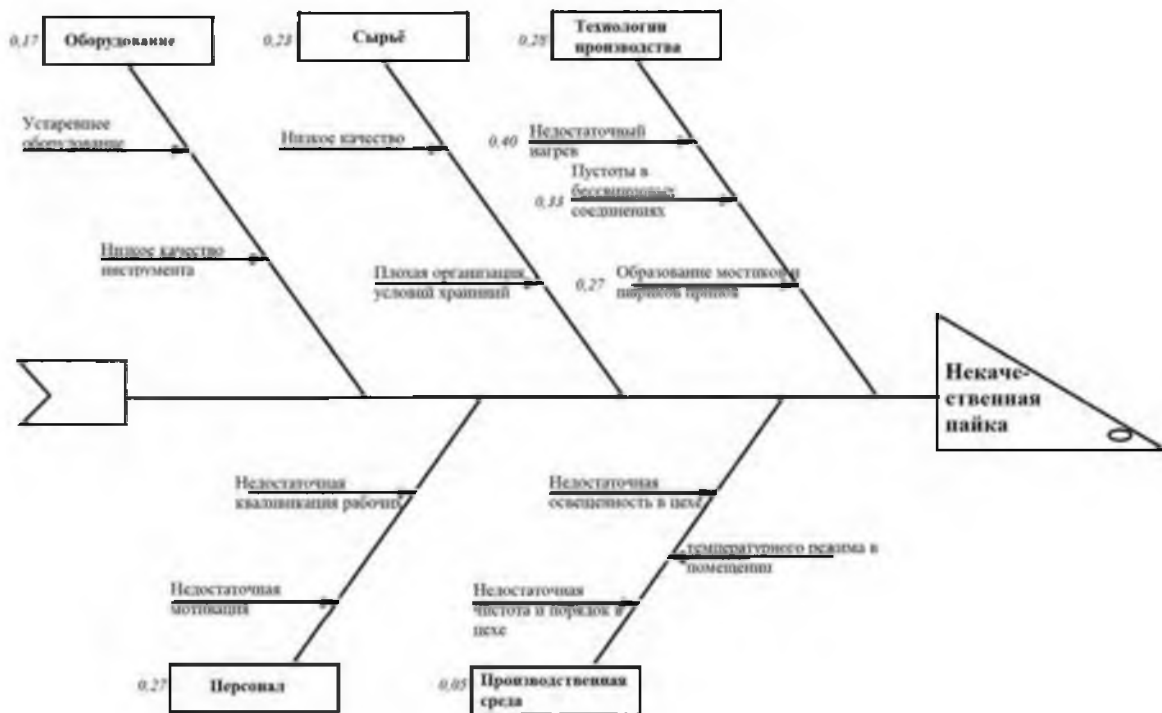 0,17
Оборудование
0,23
Сырьё
0,28
Технологии
производства
Устаревшее
оборудование
Низкое качество
0,40
Недостаточный
нагрев
0,33
Пустоты в
бессвинцовых
соединениях
Низкое качество
инструмента
Плохая организация
условий
0,27
Образование мостиков и
шариков припоя
Некаче-
ственная
пайка
Недостаточная
рабочих
Недостаточная
освещенность в цехе
температурного режима в
помещении
Недостаточная
мотивация
Недостаточная
чистота и порядок в
цехе
0,27
Персонал
0,05
Производственная
среда